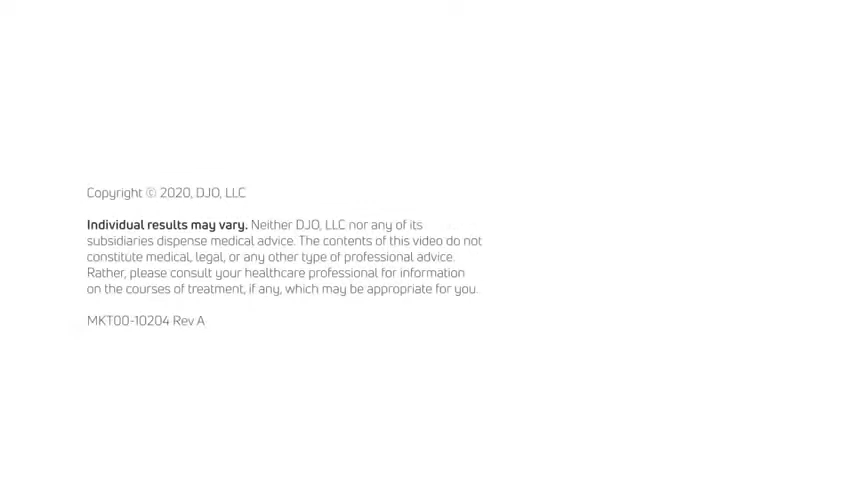 Copyright © 2020, DJO, LLC
Individual results may vary. Neither DJO, LLC nor any of its
subsidiaries dispense medical advice. The contents of this video do not
constitute medical, legal, or any other type of professional advice.
Rather, please consult your healthcare professional for information
on the courses of treatment, if any, which may be appropriate for you.
MKT00-10204 Rev A